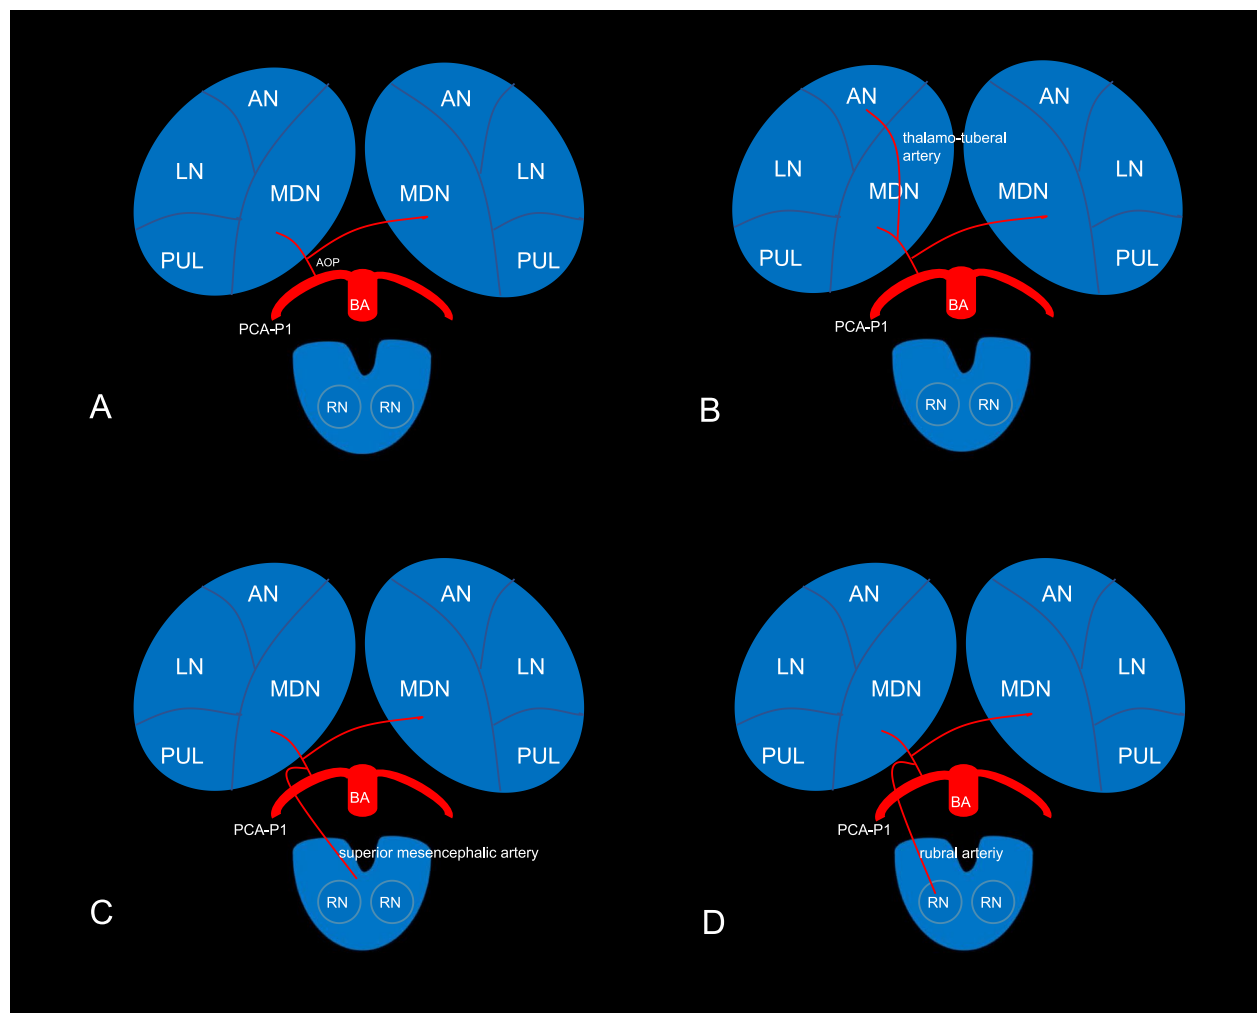 AN
AN
LN
LN
MDN
MDN
PUL
PUL
AOP
BA
PCA-P1
RN
RN
A
AN
AN
thalamo-tuberal
artery
LN
LN
MDN
MDN
PUL
PUL
BA
PCA-P1
RN
RN
B
AN
AN
LN
LN
MDN
MDN
PUL
PUL
BA
PCA-P1
superior mesencephalic artery
RN
RN
C
AN
AN
LN
LN
MDN
MDN
PUL
PUL
BA
PCA-P1
rubral arteriy
RN
RN
D